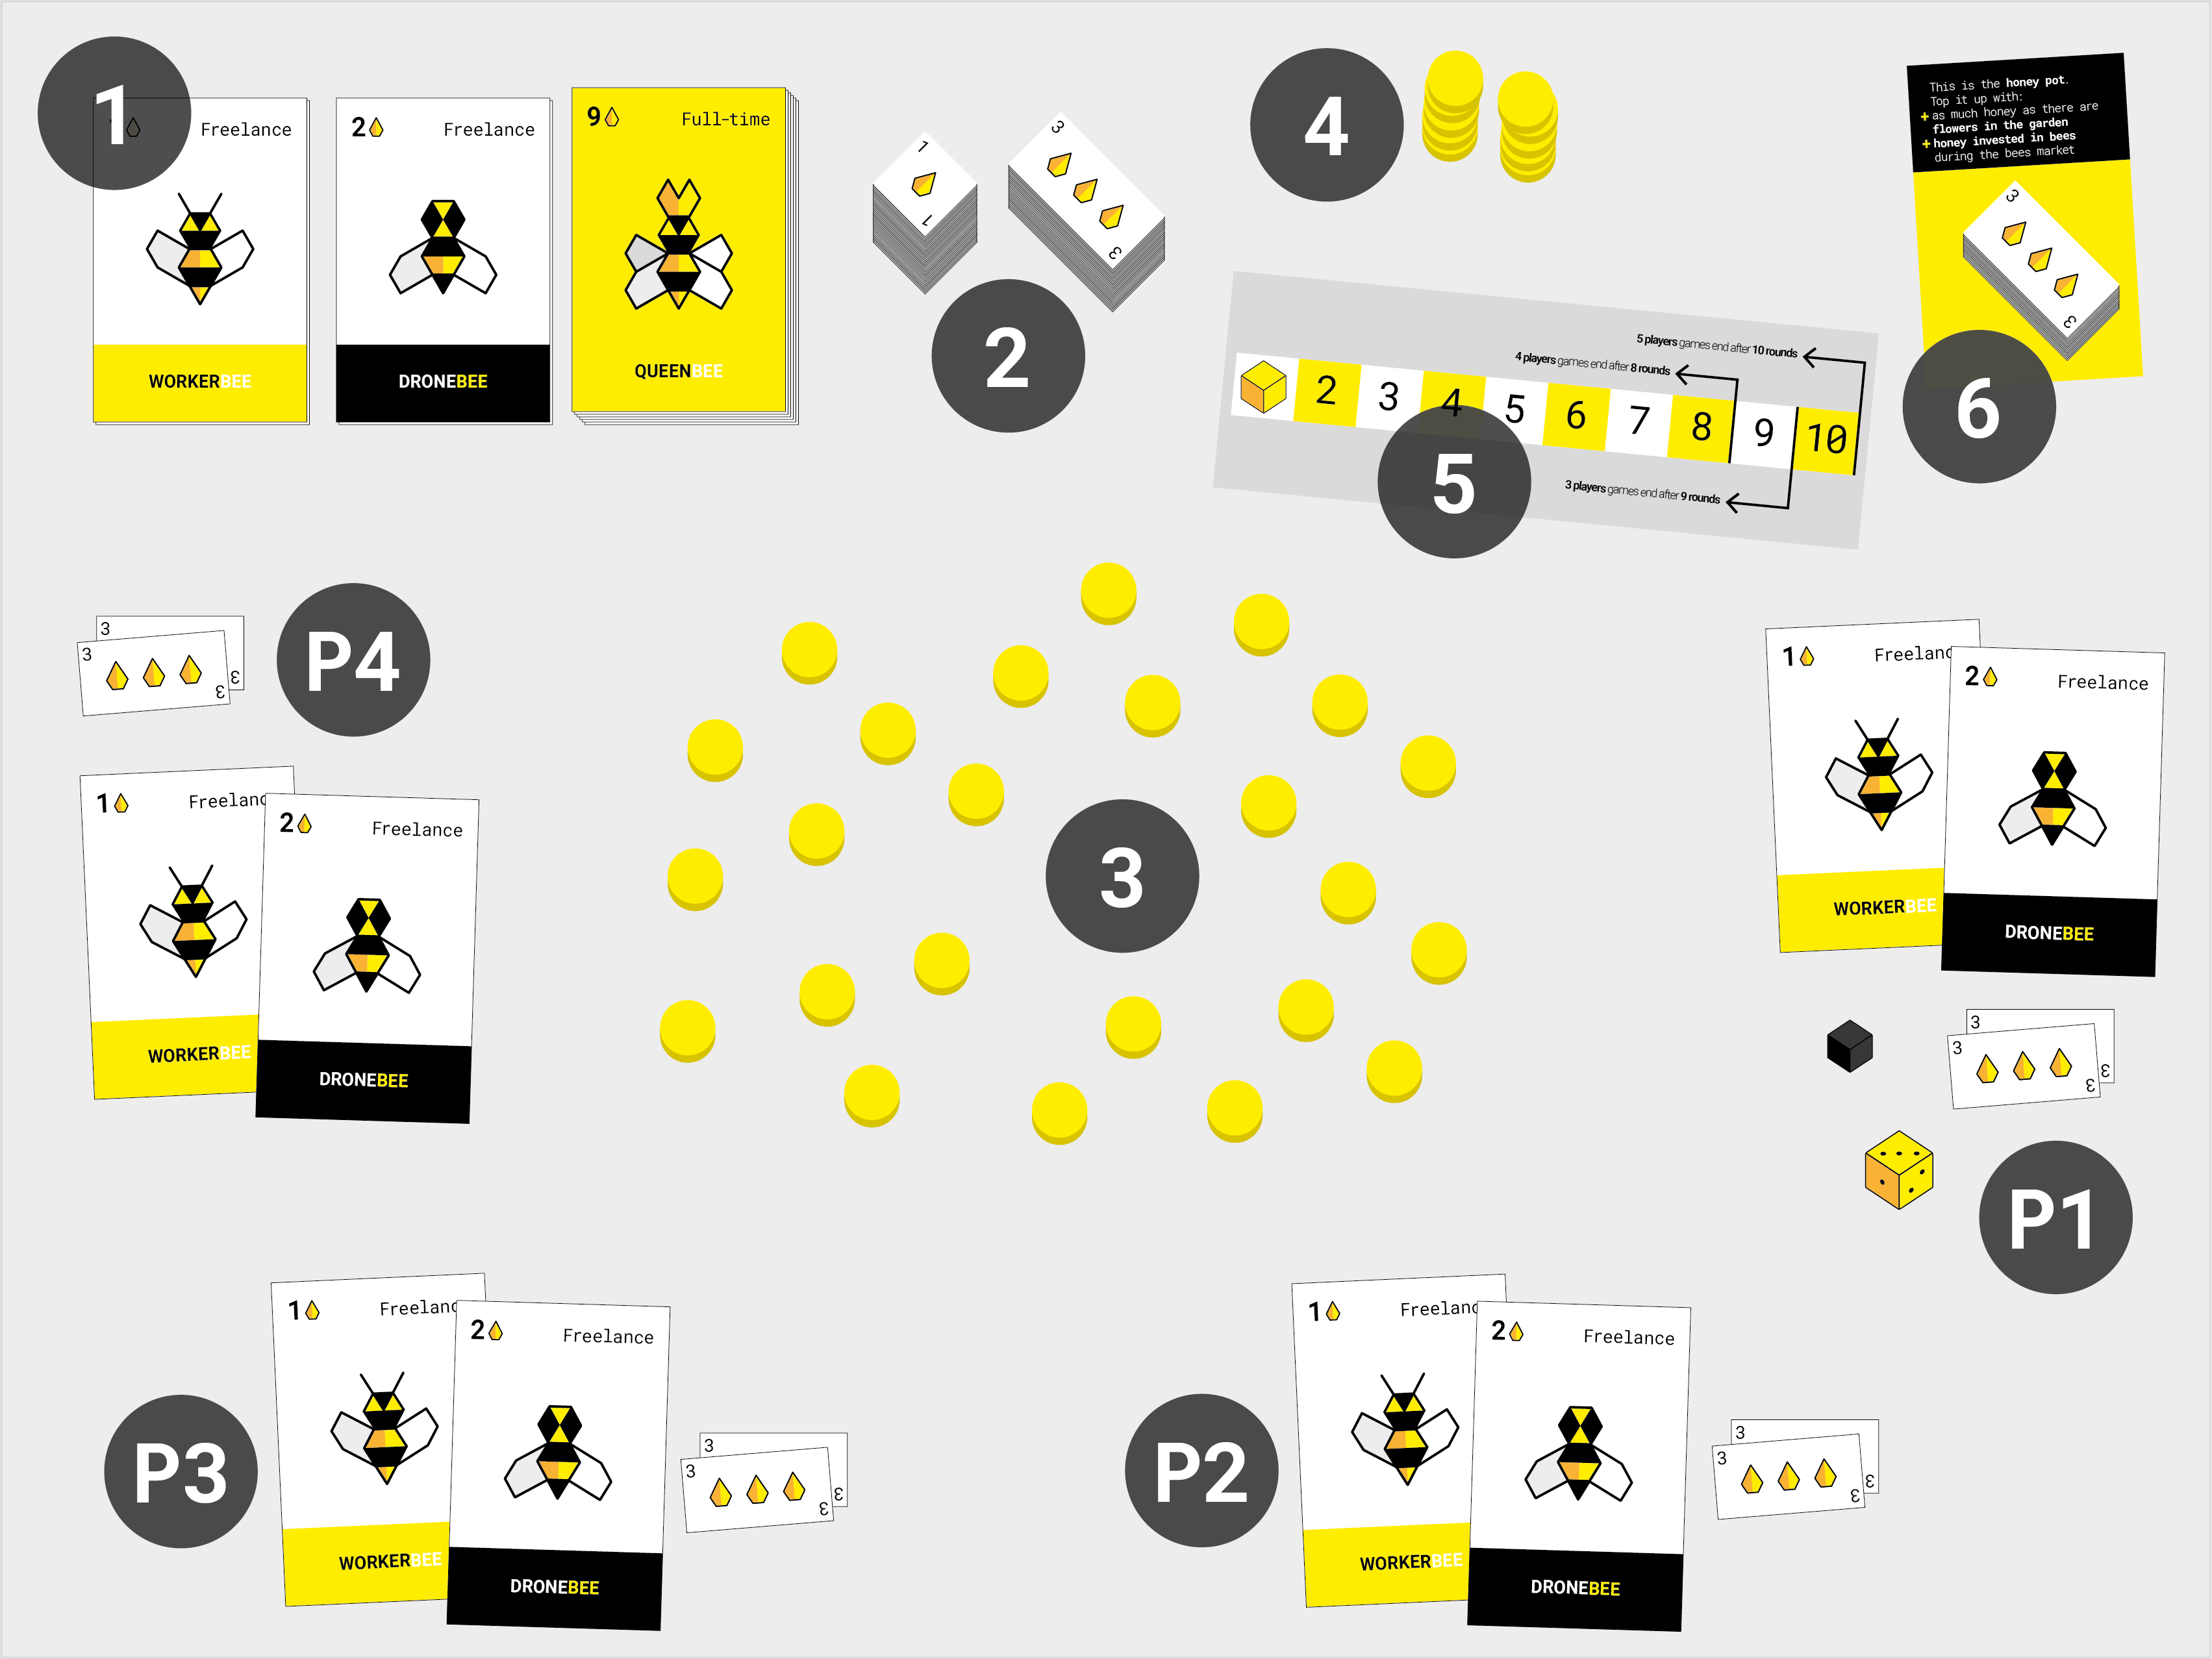 1
Freelance
WORKERBEE
2
Freelance
DRONEBEE
9
Full-time
QUEENBEE
1
1
3
3
2
4
This is the honey pot.
Top it up with:
+ as much honey as there are
flowers in the garden
+ honey invested in bees
during the bees market
3
3
6
5 players games end after 10 rounds
4 players games end after 8 rounds
2 3 4 5 6 7 8 9 10
5
3 players games end after 9 rounds
P4
3
3
3
3
1
Freelanc
WORKERBEE
2
Freelance
DRONEBEE
3
1
Freelanc
WORKERBEE
2
Freelance
DRONEBEE
3
3
3
3
P1
P3
1
Freelanc
WORKERBEE
2
Freelance
DRONEBEE
3
3
3
3
P2
1
Freelanc
WORKERBEE
2
Freelance
DRONEBEE
3
3
3
3